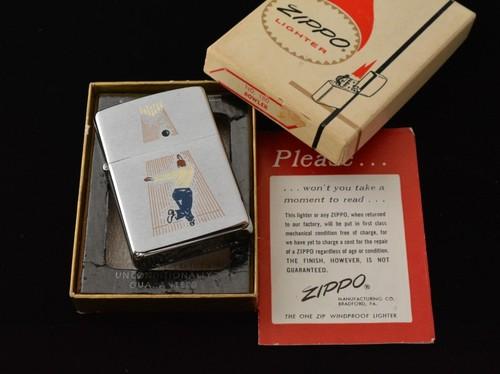 ZIPPO
LIGHTER
BOWLER
Please...
...won't you take a
moment to read...
This lighter or any ZIPPO, when returned
to our factory, will be put in first class
mechanical condition free of charge, for
we have yet to charge a cent for the repair
of a ZIPPO regardless of age or condition.
THE FINISH, HOWEVER, IS NOT
GUARANTEED.
ZIPPO®
MANUFACTURING CO.
BRADFORD, PA.
THE ONE ZIP WINDPROOF LIGHTER
UNCONDITIONALLY
GUARANTEED